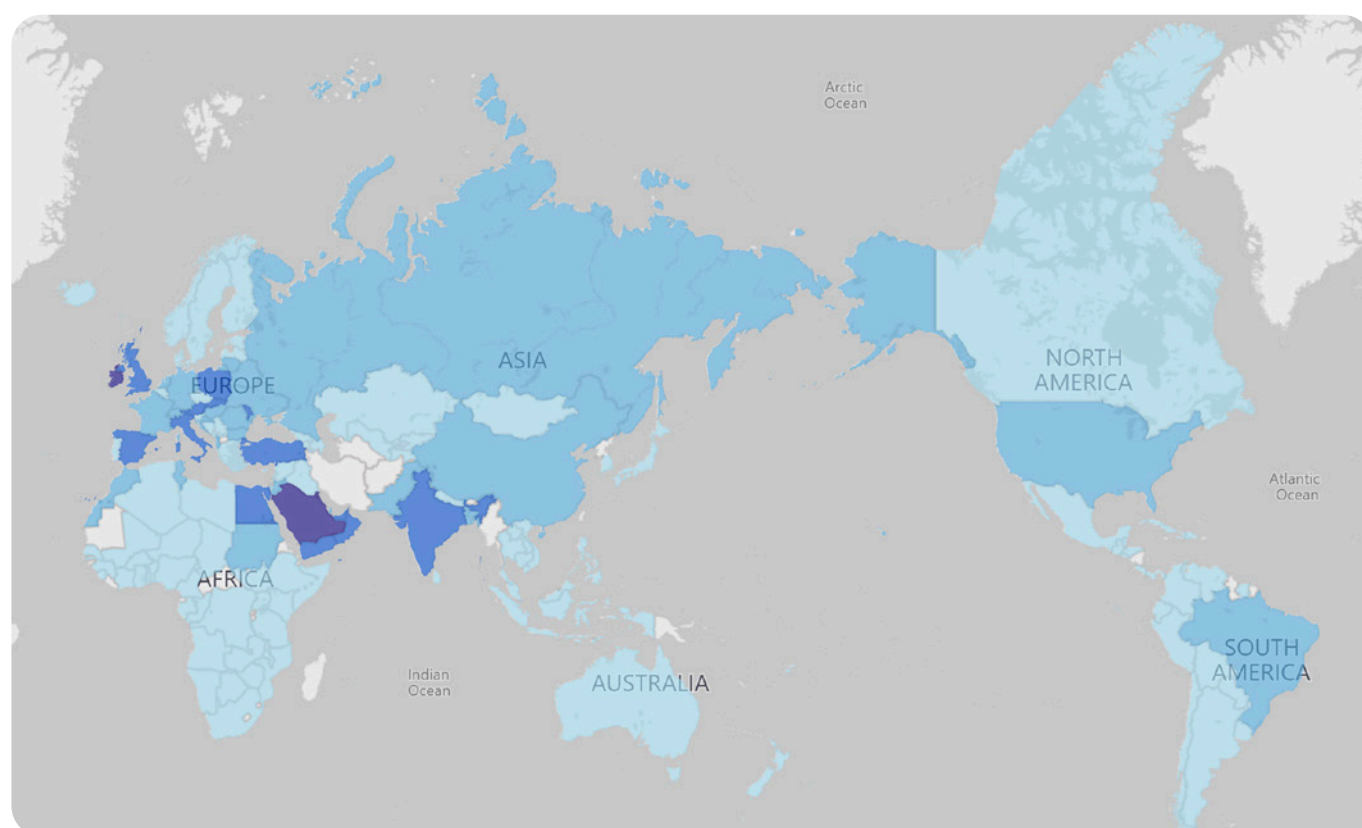 Arctic
Ocean
ASIA
EUROPE
NORTH
AMERICA
Atlantic
Ocean
AFRICA
SOUTH
AMERICA
Indian
Ocean
AUSTRALIA